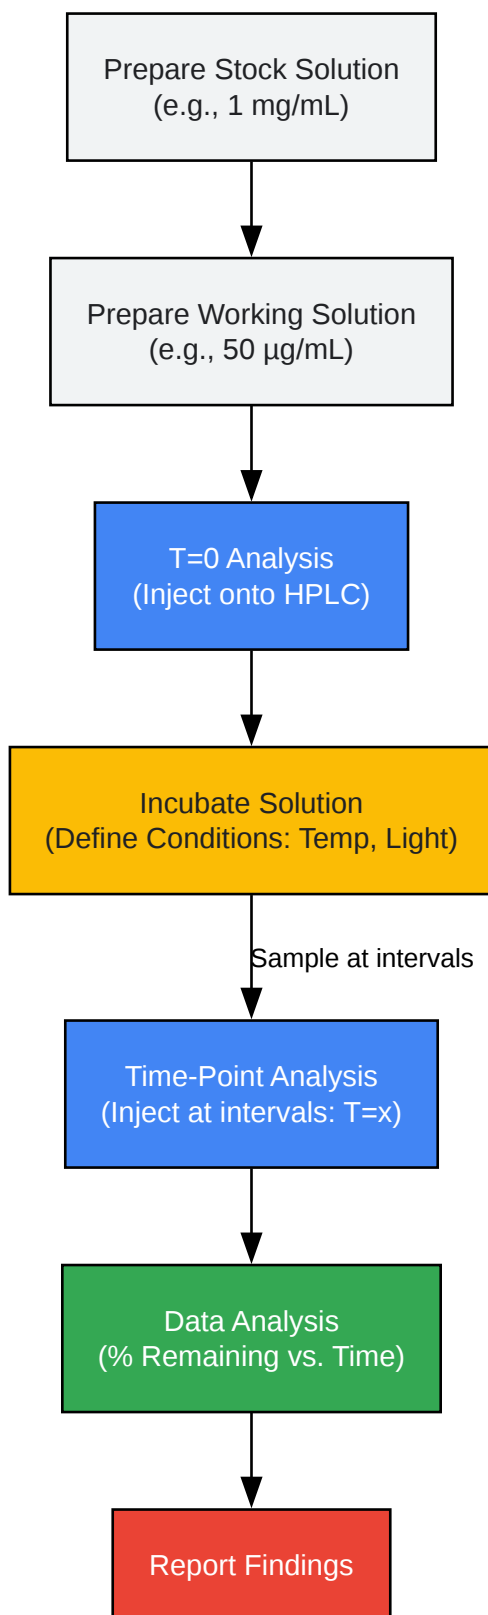 Prepare Stock Solution
(e.g., 1 mg/mL)
Prepare Working Solution
(e.g., 50 µg/mL)
T=0 Analysis
(Inject onto HPLC)
Incubate Solution
(Define Conditions: Temp, Light)
Sample at intervals
Time-Point Analysis
(Inject at intervals: T=x)
Data Analysis
(% Remaining vs. Time)
Report Findings